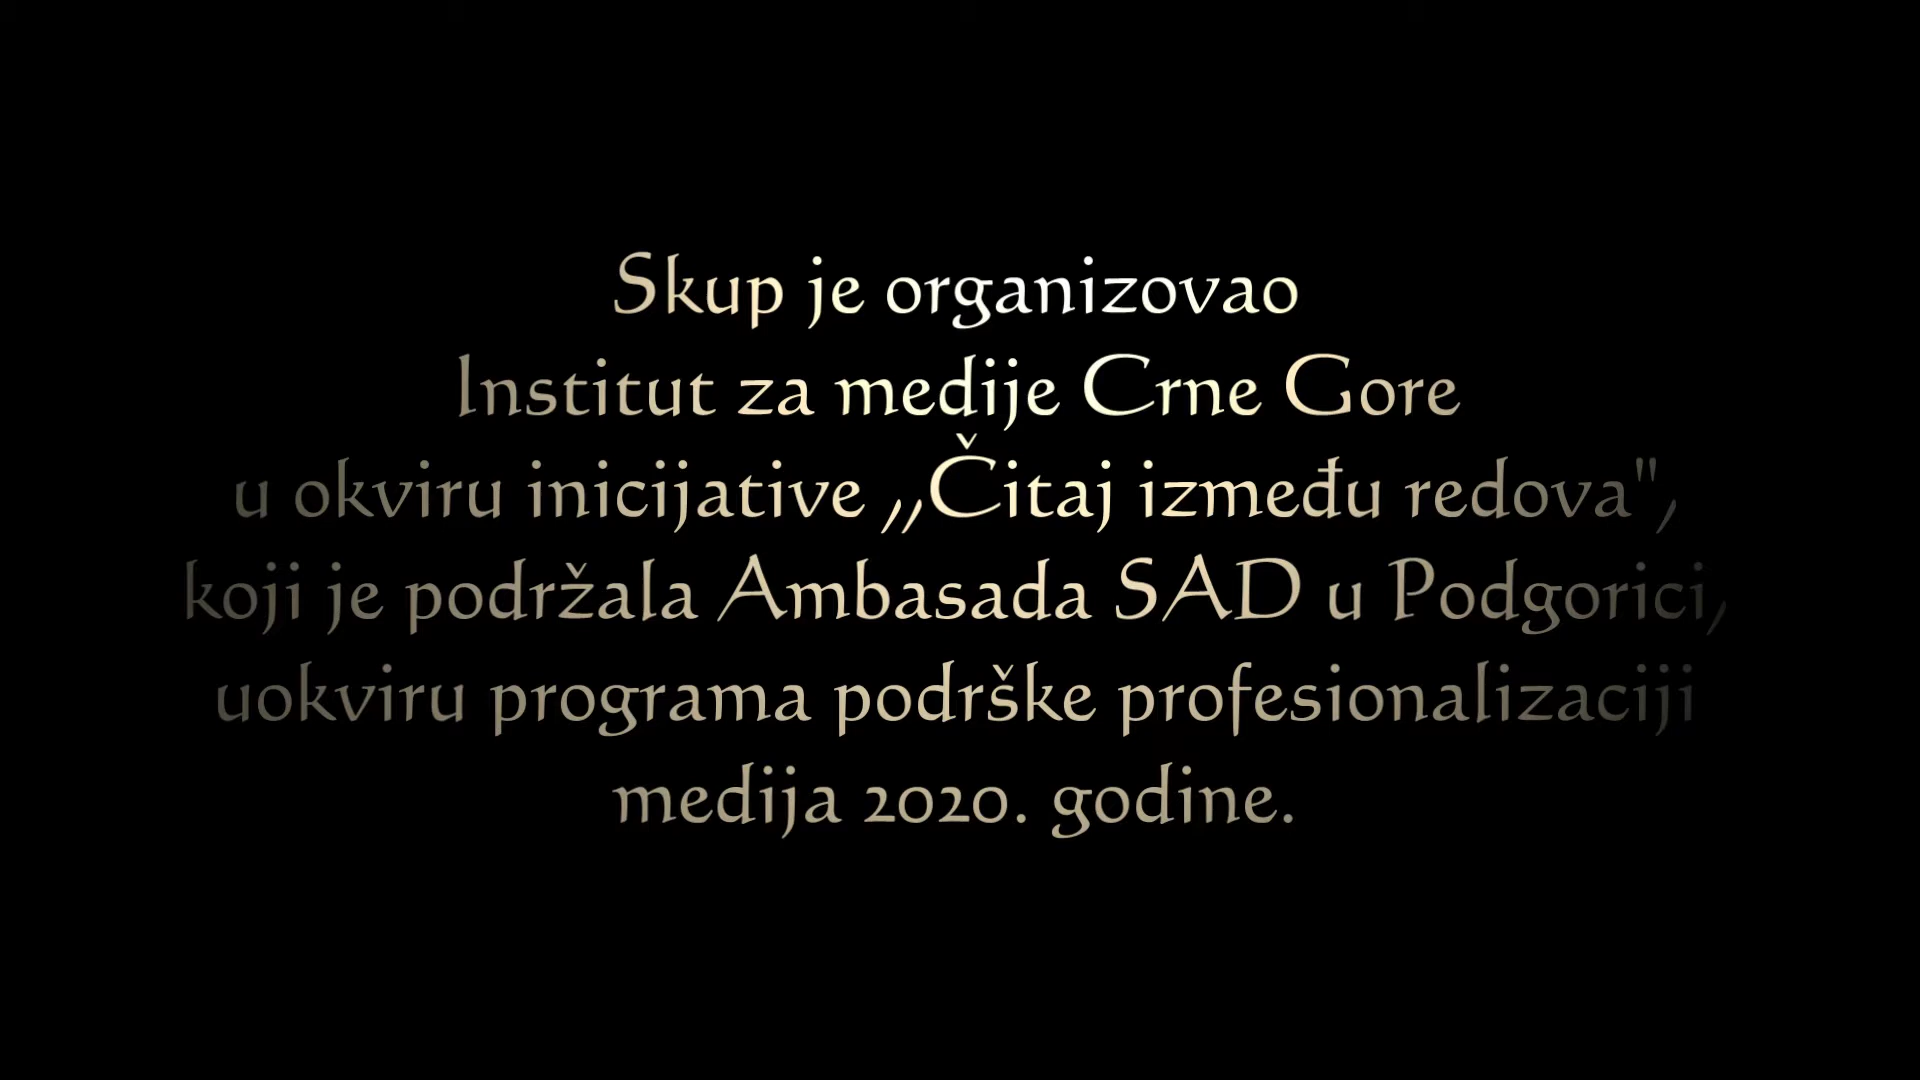 Skup je organizovao
Institut za medije Crne Gore
u okviru inicijative ,,Čitaj između redova",
koji je podržala Ambasada SAD u Podgorici,
uokviru programa podrške profesionalizaciji
medija 2020. godine.